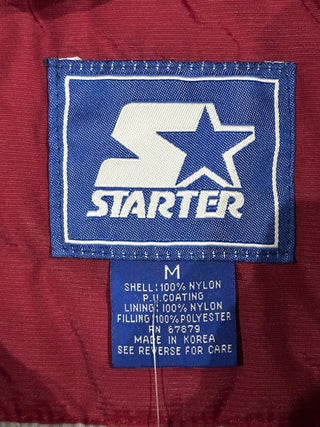 STARTER
M
SHELL: 100% NYLON
P.U.COATING
LINING: 100% NYLON
FILLING: 100% POLYESTER
RN 67879
MADE IN KOREA
SEE REVERSE FOR CARE